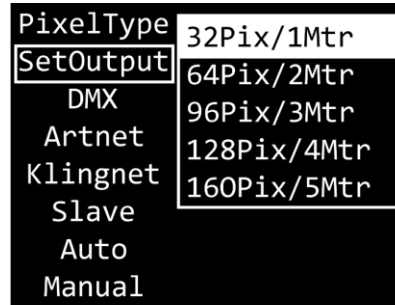 PixelType
SetOutput
DMX
Artnet
Klingnet
Slave
Auto
Manual
32Pix/1Mtr
64Pix/2Mtr
96Pix/3Mtr
128Pix/4Mtr
160Pix/5Mtr